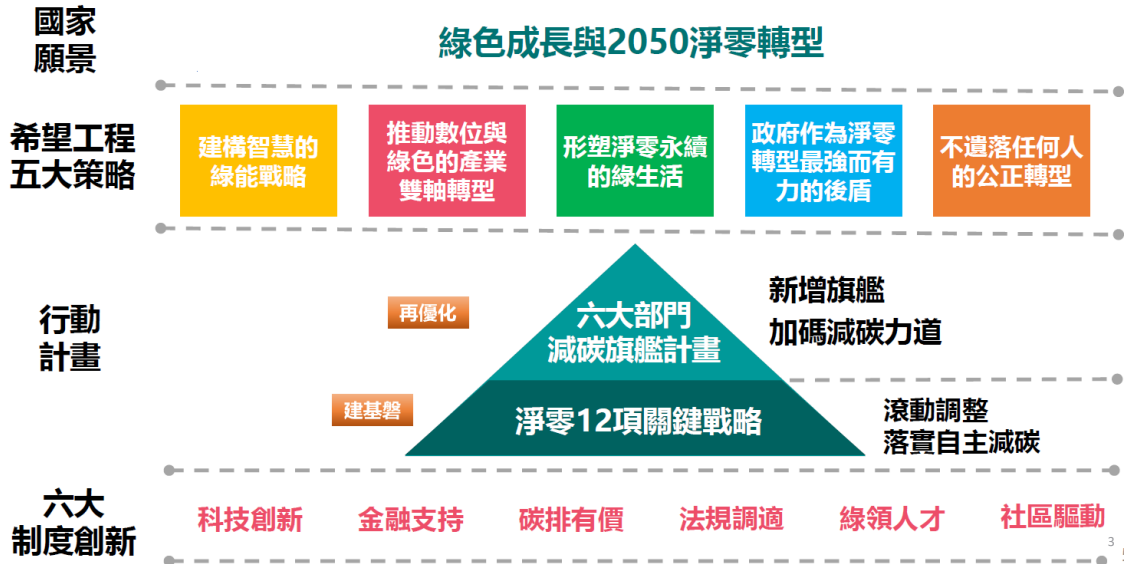 國家
願景
綠色成長與2050淨零轉型
希望工程
五大策略
建構智慧的
綠能戰略
推動數位與
綠色的產業
雙軸轉型
形塑淨零永續
的綠生活
政府作為淨零
轉型最強而有
力的後盾
不遺落任何人
的公正轉型
行動
計畫
再優化
六大部門
減碳旗艦計畫
新增旗艦
加碼減碳力道
建基磐
淨零12項關鍵戰略
滾動調整
落實自主減碳
六大
制度創新
科技創新
金融支持
碳排有價
法規調適
綠領人才
社區驅動
3